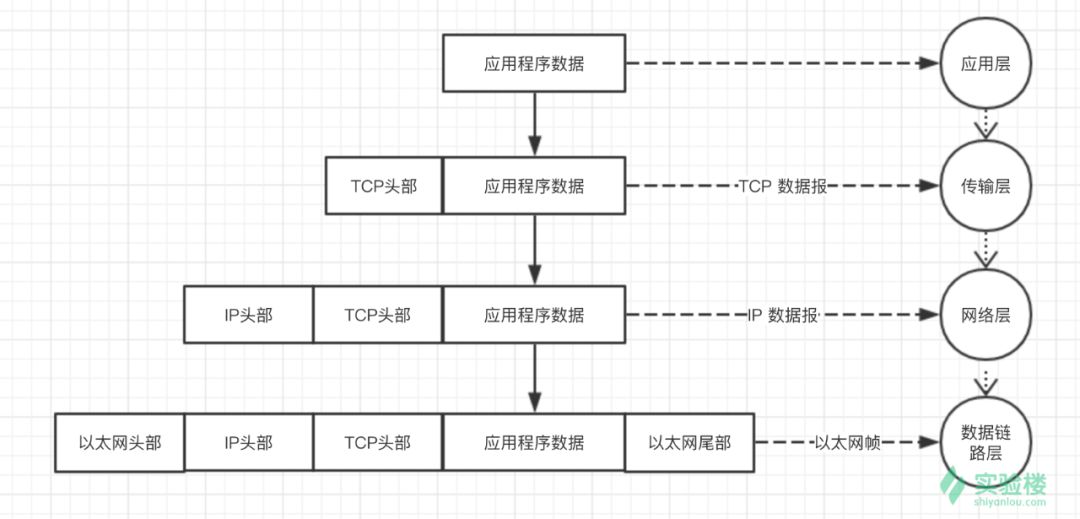 应用程序数据
应用层
TCP头部
应用程序数据
TCP 数据报
传输层
IP头部
TCP头部
应用程序数据
IP 数据报
网络层
以太网头部
IP头部
TCP头部
应用程序数据
以太网尾部
以太网帧
数据链
路层
实验楼
shiyanlou.com